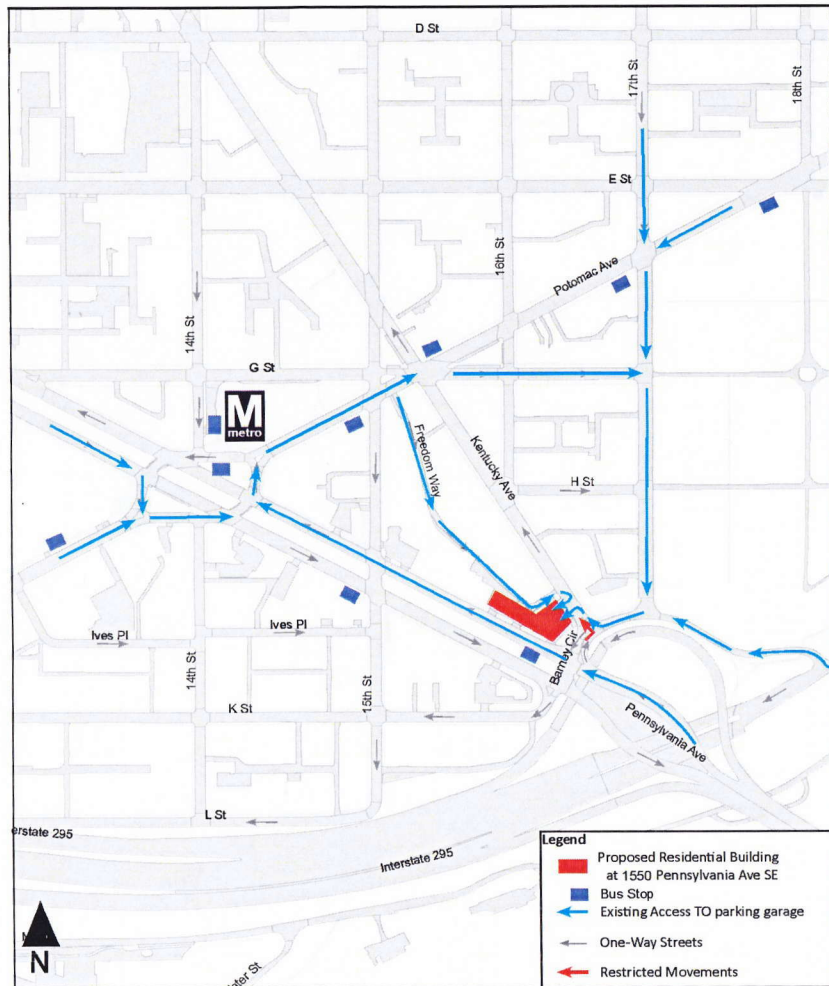 D St
17th St
18th St
E St
16th St
Potomac Ave
14th St
G St
M
metro
Freedom Way
Kentucky Ave
H St
Ives Pl
Ives Pl
Barney Cir
14th St
15th St
K St
Pennsylvania Ave
L St
erstate 295
Interstate 295
N
Legend
Proposed Residential Building
at 1550 Pennsylvania Ave SE
Bus Stop
Existing Access TO parking garage
One-Way Streets
Restricted Movements